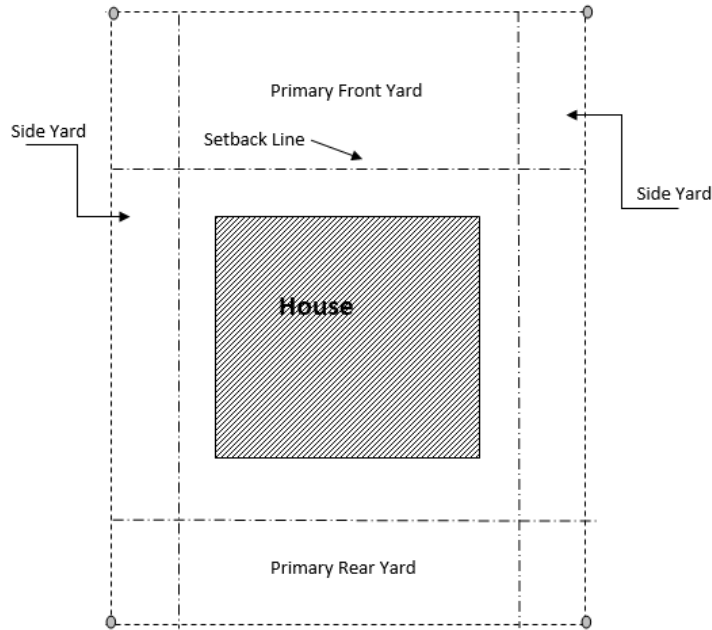 Primary Front Yard
Side Yard
Setback Line
Side Yard
House
Primary Rear Yard